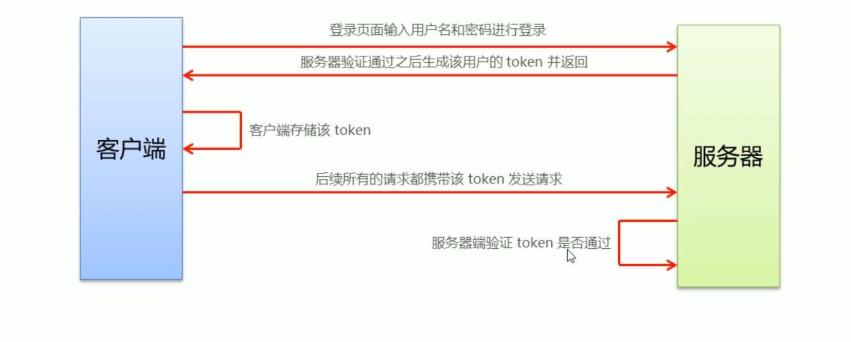 登录页面输入用户名和密码进行登录
服务器验证通过之后生成该用户的 token 并返回
客户端
客户端存储该 token
服务器
后续所有的请求都携带该 token 发送请求
服务器端验证 token 是否通过